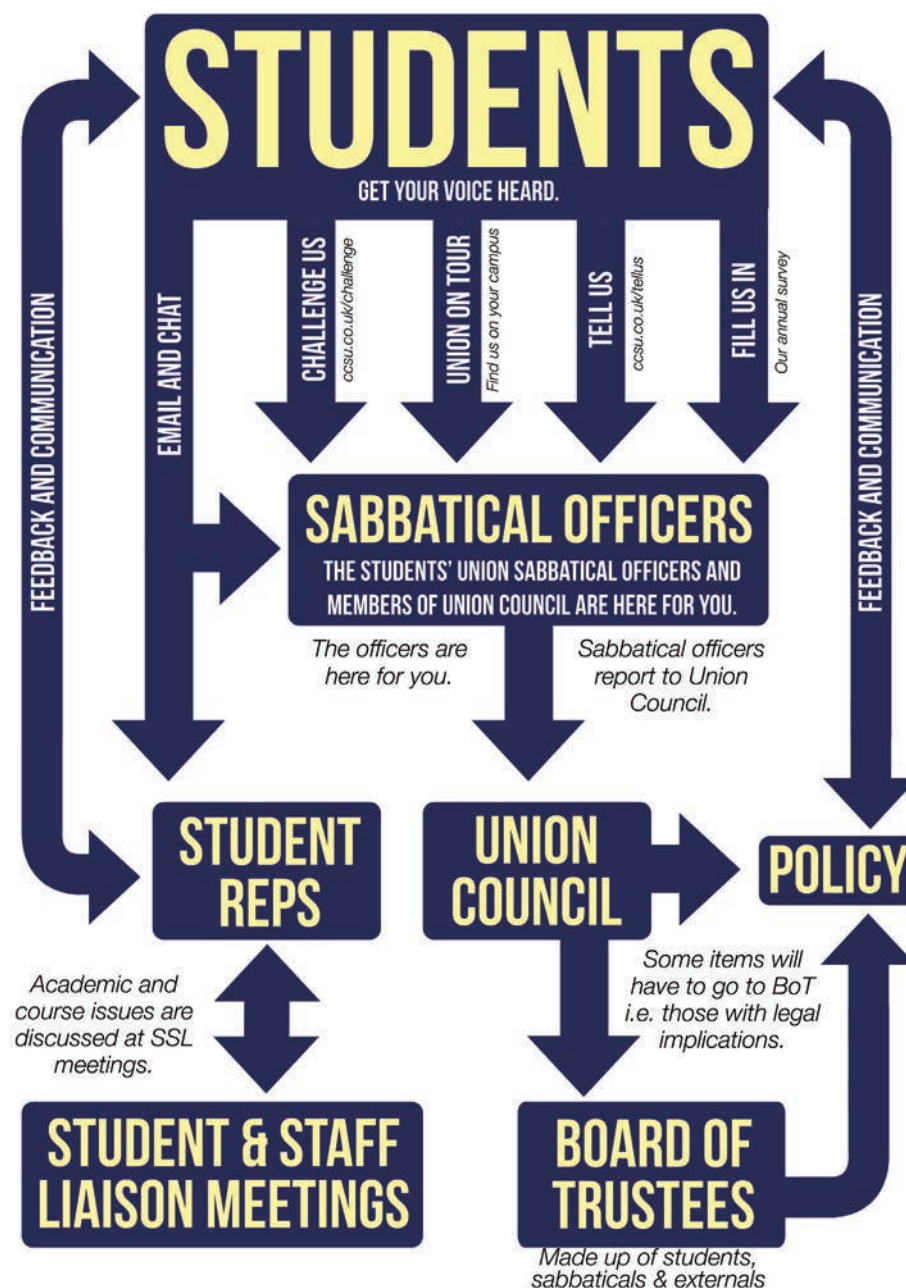 STUDENTS
GET YOUR VOICE HEARD.
FEEDBACK AND COMMUNICATION
EMAIL AND CHAT
CHALLENGE US
ccsu.co.uk/challenge
UNION ON TOUR
Find us on your campus
TELL US
ccsu.co.uk/tellus
FILL US IN
Our annual survey
FEEDBACK AND COMMUNICATION
SABBATICAL OFFICERS
THE STUDENTS' UNION SABBATICAL OFFICERS AND
MEMBERS OF UNION COUNCIL ARE HERE FOR YOU.
The officers are
here for you.
Sabbatical officers
report to Union
Council.
STUDENT
REPS
UNION
COUNCIL
POLICY
Academic and
course issues are
discussed at SSL
meetings.
Some items will
have to go to BoT
i.e. those with legal
implications.
STUDENT & STAFF
LIAISON MEETINGS
BOARD OF
TRUSTEES
Made up of students,
sabbaticals & externals